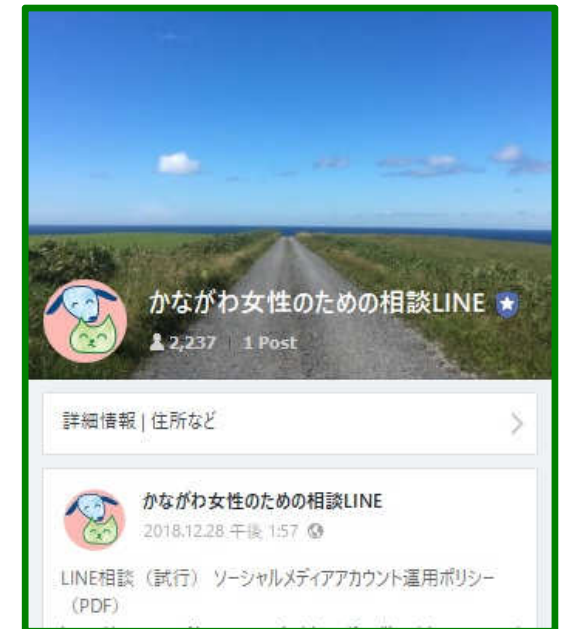 かながわ女性のための相談LINE
2,237 | 1 Post
詳細情報 | 住所など
かながわ女性のための相談LINE
2018.12.28 午後 1:57
LINE相談（試行） ソーシャルメディアアカウント運用ポリシー
（PDF）